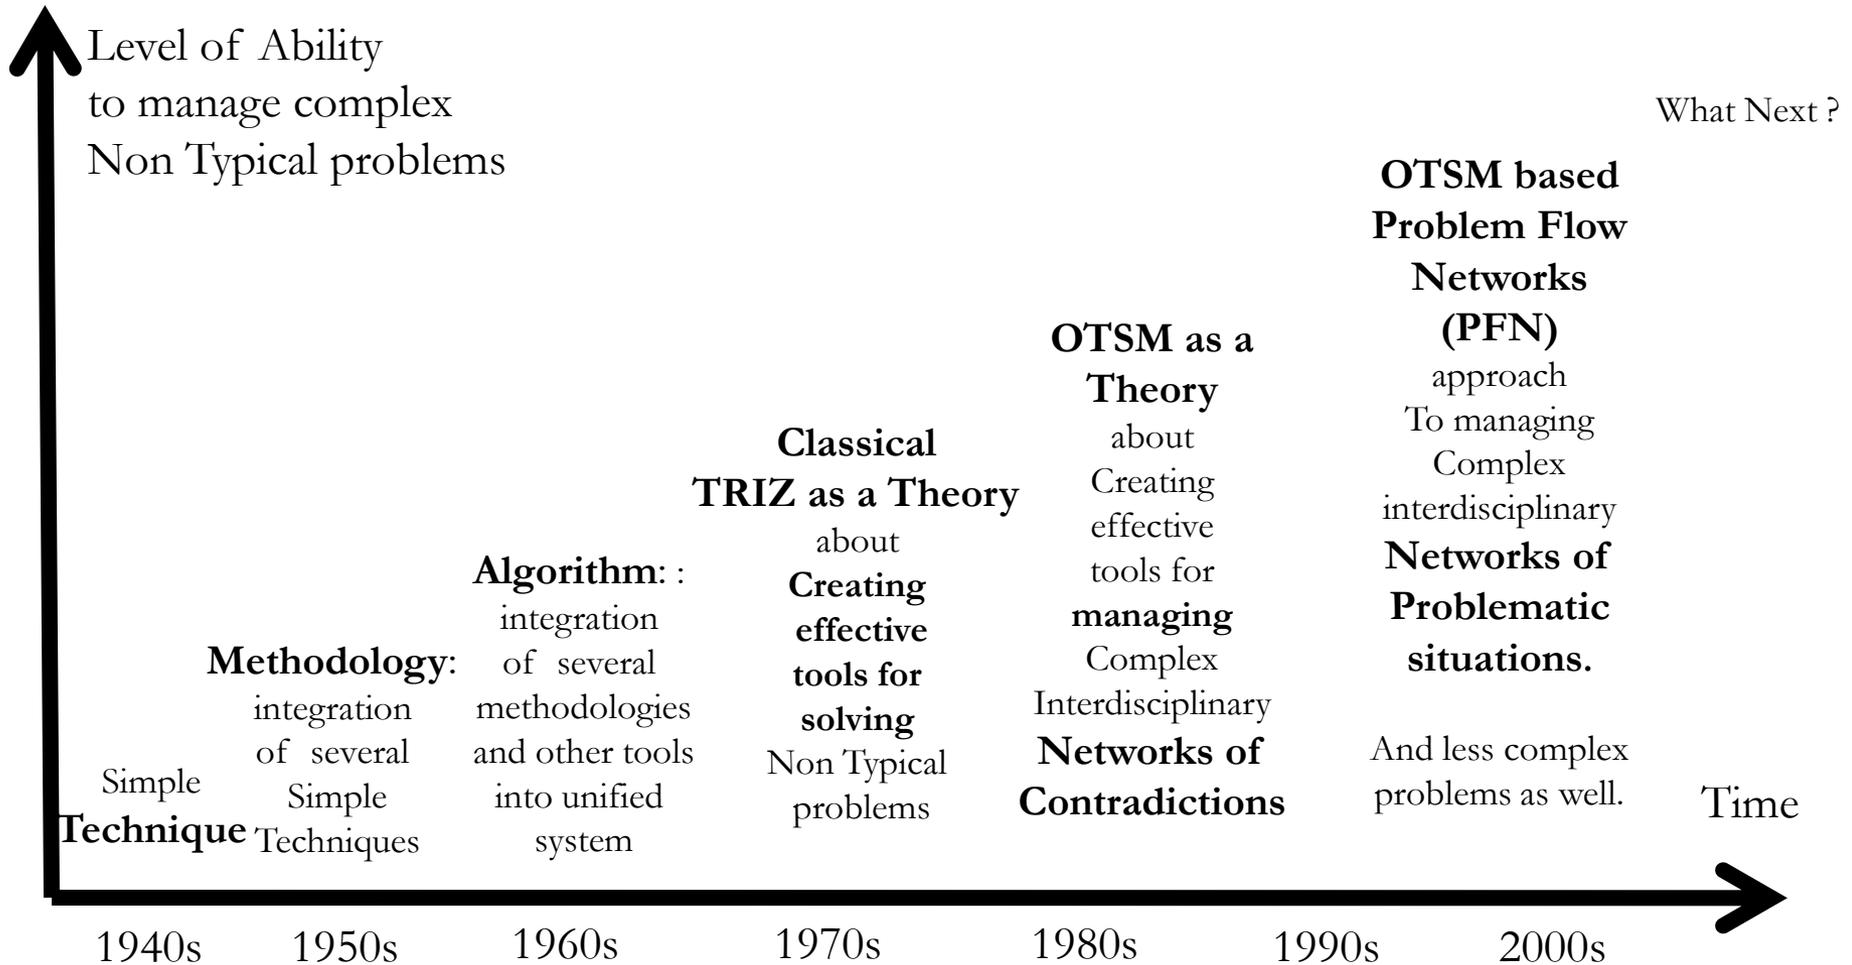 Level of Ability
to manage complex
Non Typical problems
What Next ?
Simple
Technique
Methodology:
integration
of several
Simple
Techniques
Algorithm: :
integration
of several
methodologies
and other tools
into unified
system
Classical
TRIZ as a Theory
about
Creating
effective
tools for
solving
Non Typical
problems
OTSM as a
Theory
about
Creating
effective
tools for
managing
Complex
Interdisciplinary
Networks of
Contradictions
OTSM based
Problem Flow
Networks
(PFN)
approach
To managing
Complex
interdisciplinary
Networks of
Problematic
situations.
And less complex
problems as well.
Time
1940s
1950s
1960s
1970s
1980s
1990s
2000s